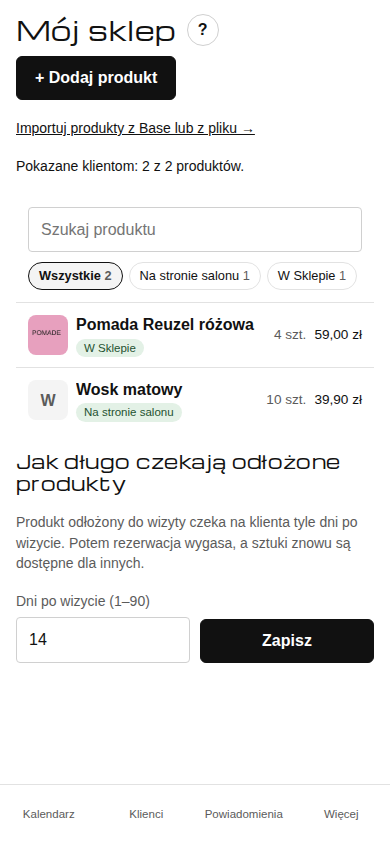 Mój sklep ?
+ Dodaj produkt
Importuj produkty z Base lub z pliku →
Pokazane klientom: 2 z 2 produktów.
Szukaj produktu
Wszystkie 2 Na stronie salonu 1 W Sklepie 1
POMADE Pomada Reuzel różowa 4 szt. 59,00 zł
W Sklepie
W Wosk matowy 10 szt. 39,90 zł
Na stronie salonu
Jak długo czekają odłożone
produkty
Produkt odłożony do wizyty czeka na klienta tyle dni po
wizycie. Potem rezerwacja wygasa, a sztuki znowu są
dostępne dla innych.
Dni po wizycie (1–90)
14 Zapisz
Kalendarz Klienci Powiadomienia Więcej